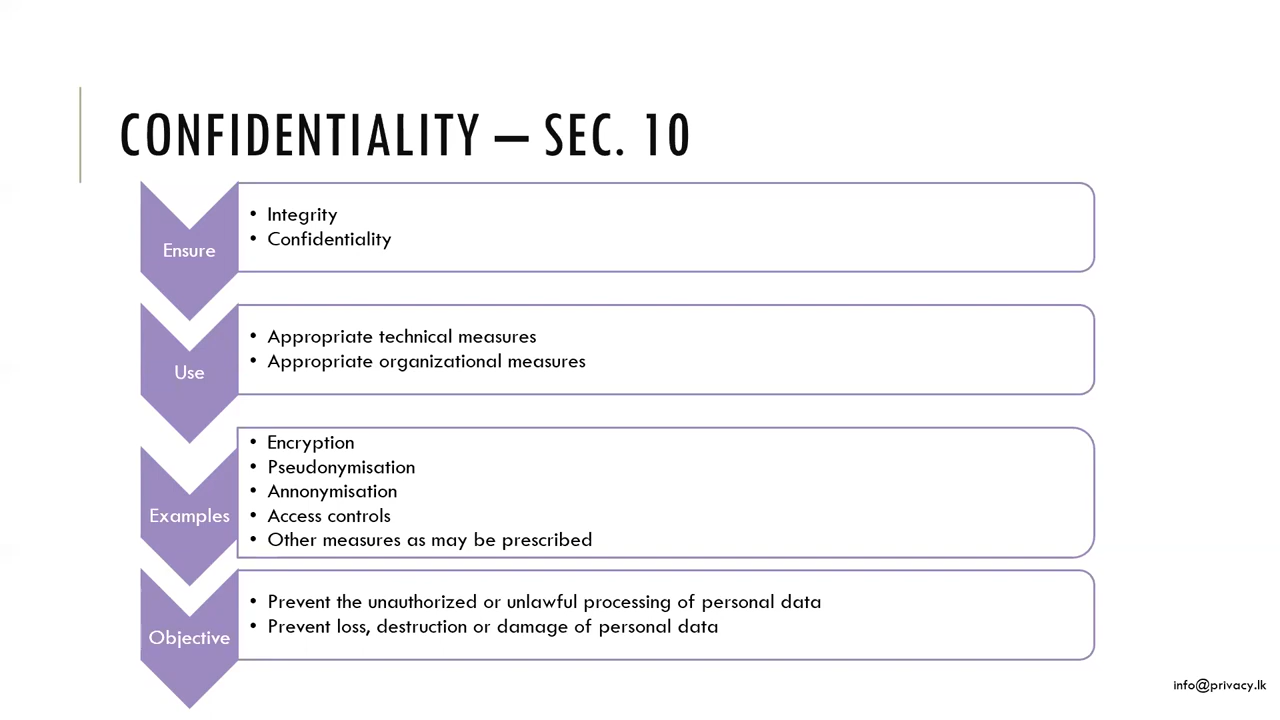 CONFIDENTIALITY – SEC. 10
Ensure
• Integrity
• Confidentiality
Use
• Appropriate technical measures
• Appropriate organizational measures
Examples
• Encryption
• Pseudonymisation
• Annonymisation
• Access controls
• Other measures as may be prescribed
Objective
• Prevent the unauthorized or unlawful processing of personal data
• Prevent loss, destruction or damage of personal data
info@privacy.lk